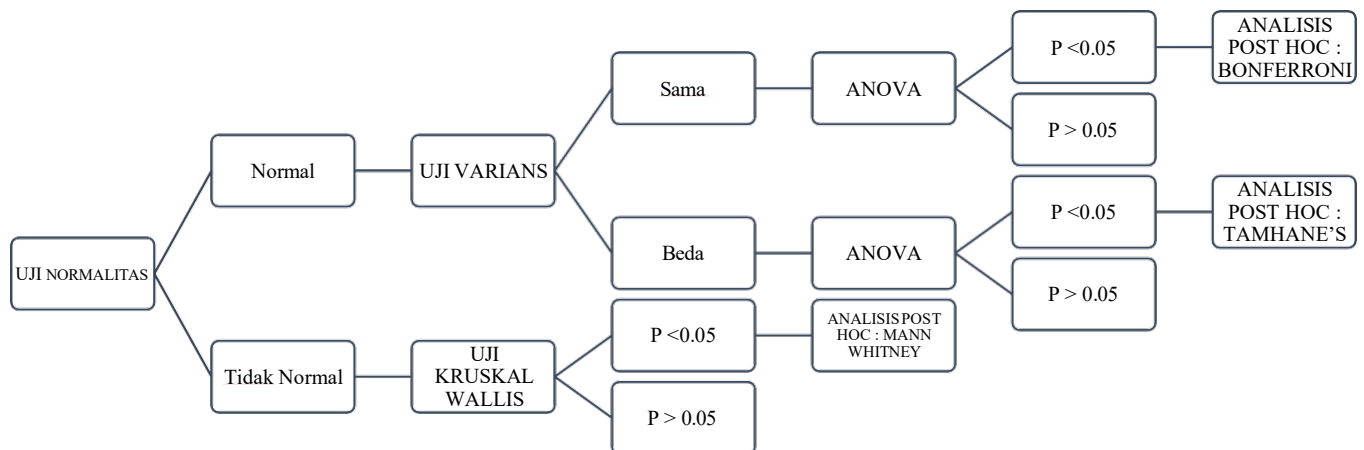 UJI NORMALITAS
Normal
UJI VARIANS
Sama
ANOVA
P <0.05
ANALISIS
POST HOC :
BONFERRONI
P > 0.05
Beda
ANOVA
P <0.05
ANALISIS
POST HOC :
TAMHANE’S
P > 0.05
Tidak Normal
UJI
KRUSKAL
WALLIS
P <0.05
ANALISIS POST
HOC : MANN
WHITNEY
P > 0.05